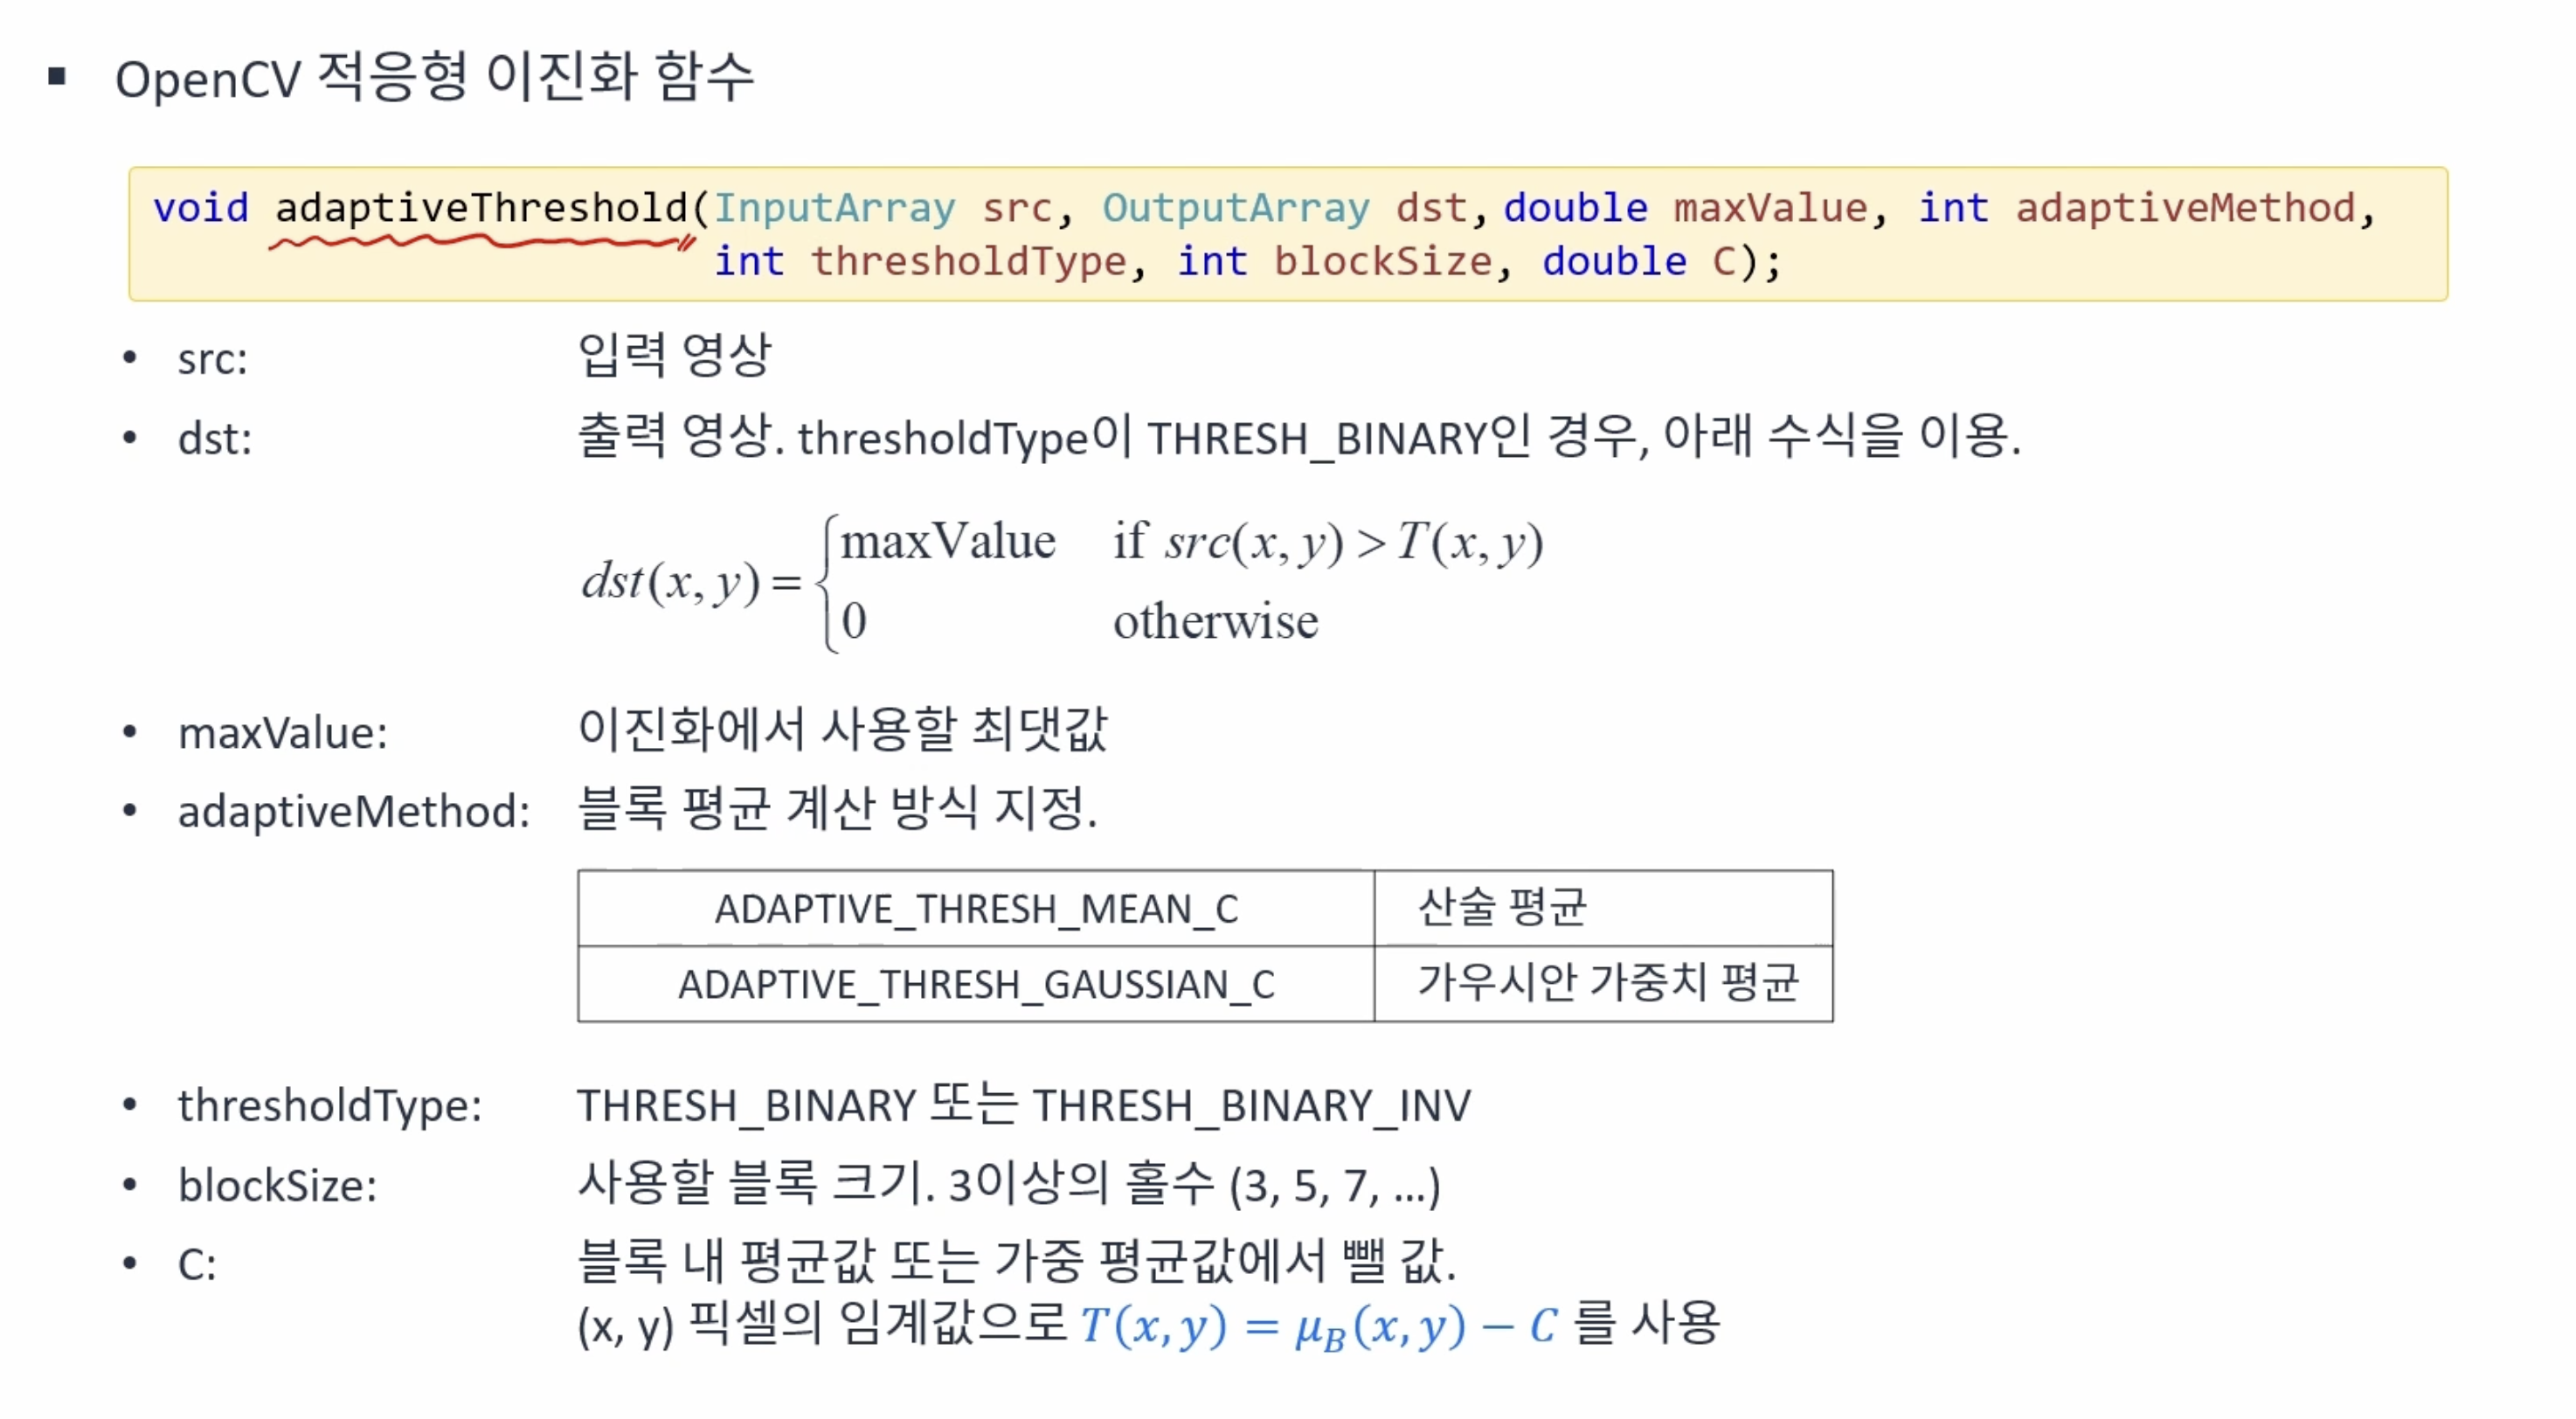 ▪ OpenCV 적응형 이진화 함수
void adaptiveThreshold(InputArray src, OutputArray dst, double maxValue, int adaptiveMethod,
int thresholdType, int blockSize, double C);
• src: 입력 영상
• dst: 출력 영상. thresholdType이 THRESH_BINARY인 경우, 아래 수식을 이용.
dst(x, y) = { maxValue if src(x, y) > T(x, y)
0 otherwise
• maxValue: 이진화에서 사용할 최댓값
• adaptiveMethod: 블록 평균 계산 방식 지정.
ADAPTIVE_THRESH_MEAN_C 산술 평균
ADAPTIVE_THRESH_GAUSSIAN_C 가우시안 가중치 평균
• thresholdType: THRESH_BINARY 또는 THRESH_BINARY_INV
• blockSize: 사용할 블록 크기. 3이상의 홀수 (3, 5, 7, …)
• C: 블록 내 평균값 또는 가중 평균값에서 뺄 값.
(x, y) 픽셀의 임계값으로 T(x, y) = μ_B(x, y) − C 를 사용